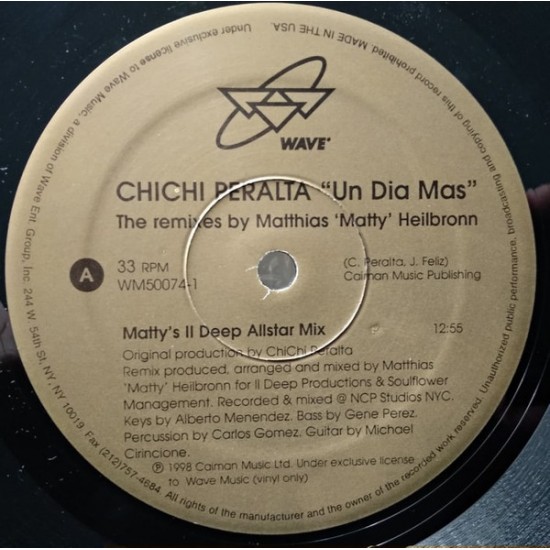 WAVE
CHICHI PERALTA "Un Dia Mas"
The remixes by Matthias 'Matty' Heilbronn
A
33 RPM
WM50074-1
(C. Peralta, J. Feliz)
Caiman Music Publishing
Matty's II Deep Allstar Mix 12:55
Original production by ChiChi Peralta
Remix produced, arranged and mixed by Matthias
'Matty' Heilbronn for II Deep Productions & Soulflower
Management. Recorded & mixed @ NCP Studios NYC.
Keys by Alberto Menendez. Bass by Gene Perez.
Percussion by Carlos Gomez. Guitar by Michael
Cirincione.
℗ 1998 Caiman Music Ltd. Under exclusive license
to Wave Music (vinyl only)
Under exclusive license to Wave Music, a division of Wave Ent. Group, Inc. 244 W. 54th St, NY, NY 10019 Fax (212)757-4684 All rights of the manufacturer and the owner of the recorded work reserved. Unauthorized public performance, broadcasting and copying of this record prohibited. MADE IN THE USA.